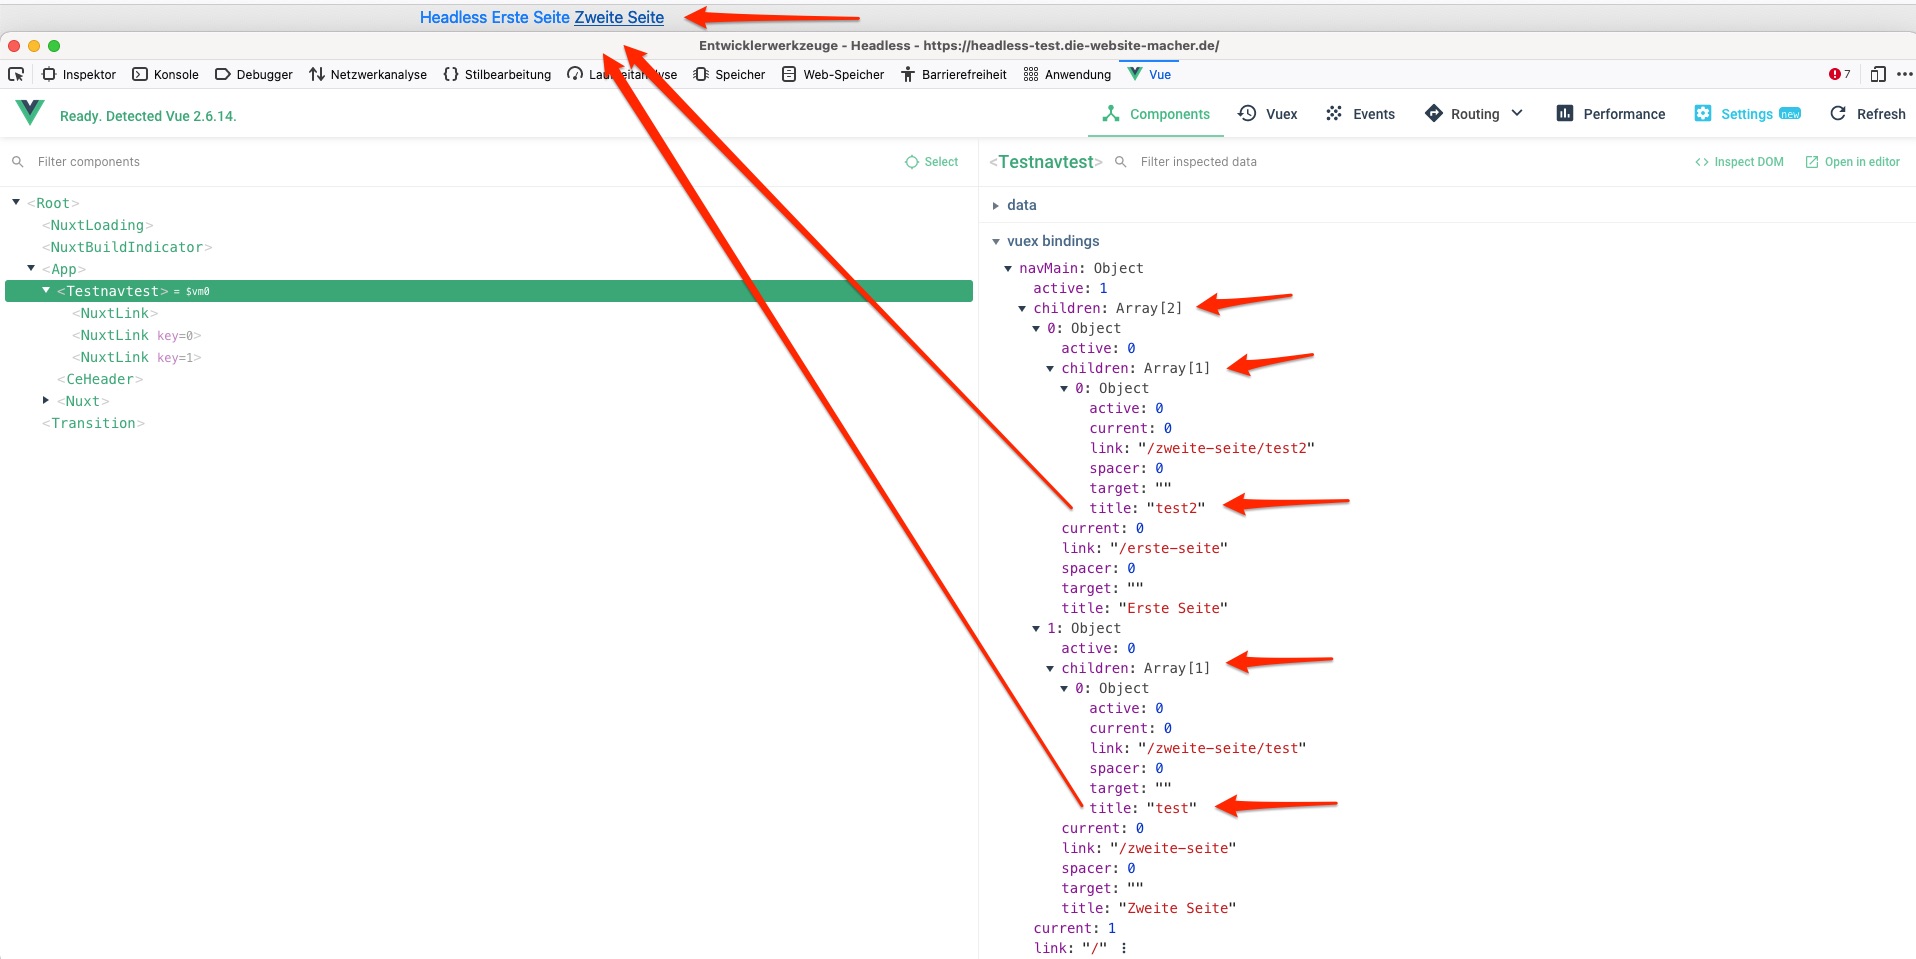 Headless Erste Seite Zweite Seite
Entwicklerwerkzeuge - Headless - https://headless-test.die-website-macher.de/
Inspektor Konsole Debugger Netzwerkanalyse {} Stilbearbeitung Laufzeitanalyse Speicher Web-Speicher Barrierefreiheit Anwendung Vue 7
Ready. Detected Vue 2.6.14.
Components Vuex Events Routing Performance Settings new Refresh
Filter components Select
<Testnavtest> Filter inspected data <> Inspect DOM Open in editor
<Root>
<NuxtLoading>
<NuxtBuildIndicator>
<App>
<Testnavtest> = $vm0
<NuxtLink>
<NuxtLink key=0>
<NuxtLink key=1>
<CeHeader>
<Nuxt>
<Transition>
data
vuex bindings
navMain: Object
active: 1
children: Array[2]
0: Object
active: 0
children: Array[1]
0: Object
active: 0
current: 0
link: "/zweite-seite/test2"
spacer: 0
target: ""
title: "test2"
current: 0
link: "/erste-seite"
spacer: 0
target: ""
title: "Erste Seite"
1: Object
active: 0
children: Array[1]
0: Object
active: 0
current: 0
link: "/zweite-seite/test"
spacer: 0
target: ""
title: "test"
current: 0
link: "/zweite-seite"
spacer: 0
target: ""
title: "Zweite Seite"
current: 1
link: "/"